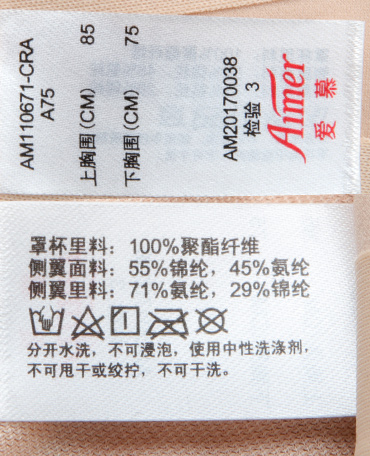 AM110671-CRA
A75
上胸围(CM) 85
下胸围(CM) 75
AM20170038
检验 3
Aimer
爱慕
罩杯里料：100%聚酯纤维
侧翼面料：55%锦纶，45%氨纶
侧翼里料：71%氨纶，29%锦纶
分开水洗，不可浸泡，使用中性洗涤剂，
不可甩干或绞拧，不可干洗。